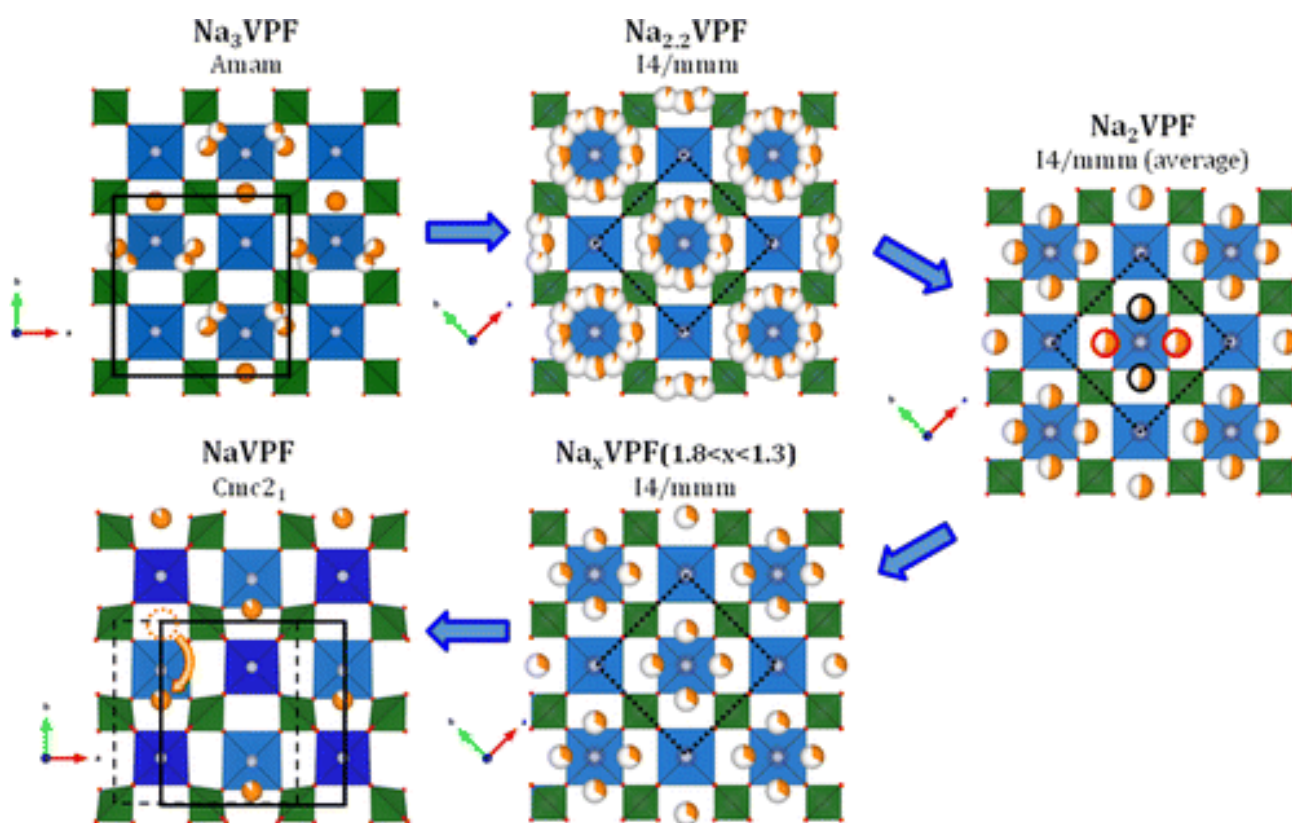 Na₃VPF
Amam
Na₂.₂VPF
I4/mmm
Na₂VPF
I4/mmm (average)
NaVPF
Cmc2₁
NaₓVPF(1.8<x<1.3)
I4/mmm
b
a
b
a
b
a
b
a
b
a